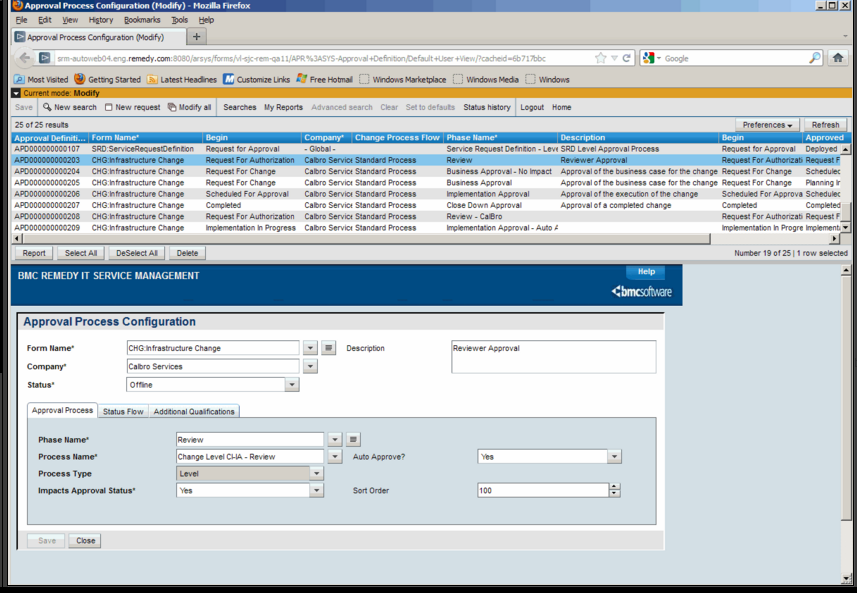 Approval Process Configuration (Modify) - Mozilla Firefox
File Edit View History Bookmarks Tools Help
Approval Process Configuration (Modify) +
srm-autoweb04.eng.remedy.com:8080/arsys/forms/vl-sjc-rem-qa11/APR%3ASYS-Approval+Definition/Default+User+View/?cacheid=6b717bbc Google
Most Visited Getting Started Latest Headlines Customize Links Free Hotmail Windows Marketplace Windows Media Windows
Current mode: Modify
Save New search New request Modify all Searches My Reports Advanced search Clear Set to defaults Status history Logout Home
25 of 25 results Preferences Refresh
Approval Definiti... Form Name* Begin Company* Change Process Flow Phase Name* Description Begin Approved
APD000000000107 SRD:ServiceRequestDefinition Request for Approval - Global - Service Request Definition - Leve SRD Level Approval Process Request for Approval Deployed
APD000000000203 CHG:Infrastructure Change Request For Authorization Calbro Servic Standard Process Review Reviewer Approval Request For Authorizati Request F
APD000000000204 CHG:Infrastructure Change Request For Change Calbro Servic Standard Process Business Approval - No Impact Approval of the business case for the change Request For Change Scheduled
APD000000000205 CHG:Infrastructure Change Request For Change Calbro Servic Standard Process Business Approval Approval of the business case for the change Request For Change Planning In
APD000000000206 CHG:Infrastructure Change Scheduled For Approval Calbro Servic Standard Process Implementation Approval Approval of the execution of the change Scheduled For Approva Scheduled
APD000000000207 CHG:Infrastructure Change Completed Calbro Servic Standard Process Close Down Approval Approval of a completed change Completed Completed
APD000000000208 CHG:Infrastructure Change Request For Authorization Calbro Servic Standard Process Review - CalBro Request For Authorizati Request F
APD000000000209 CHG:Infrastructure Change Implementation In Progress Calbro Servic Standard Process Implementation Approval - Auto A Implementation In Progre Implementa
Report Select All DeSelect All Delete Number 19 of 25 | 1 row selected
BMC REMEDY IT SERVICE MANAGEMENT Help
bmcsoftware
Approval Process Configuration
Form Name* CHG:Infrastructure Change Description Reviewer Approval
Company* Calbro Services
Status* Offline
Approval Process Status Flow Additional Qualifications
Phase Name* Review
Process Name* Change Level CI-IA - Review Auto Approve? Yes
Process Type Level
Impacts Approval Status* Yes Sort Order 100
Save Close